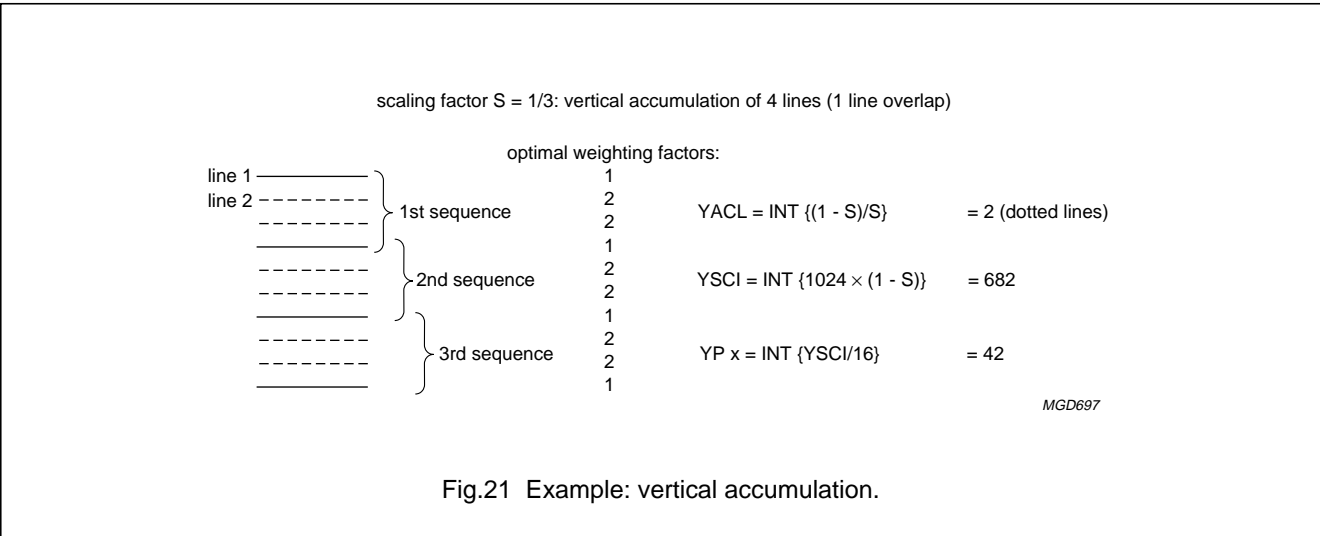 scaling factor S = 1/3: vertical accumulation of 4 lines (1 line overlap)
optimal weighting factors:
line 1
1
line 2
2
1st sequence
2
YACL = INT {(1 - S)/S} = 2 (dotted lines)
1
2nd sequence
2
2
YSCI = INT {1024 × (1 - S)} = 682
1
3rd sequence
2
2
YP x = INT {YSCI/16} = 42
1
MGD697
Fig.21 Example: vertical accumulation.